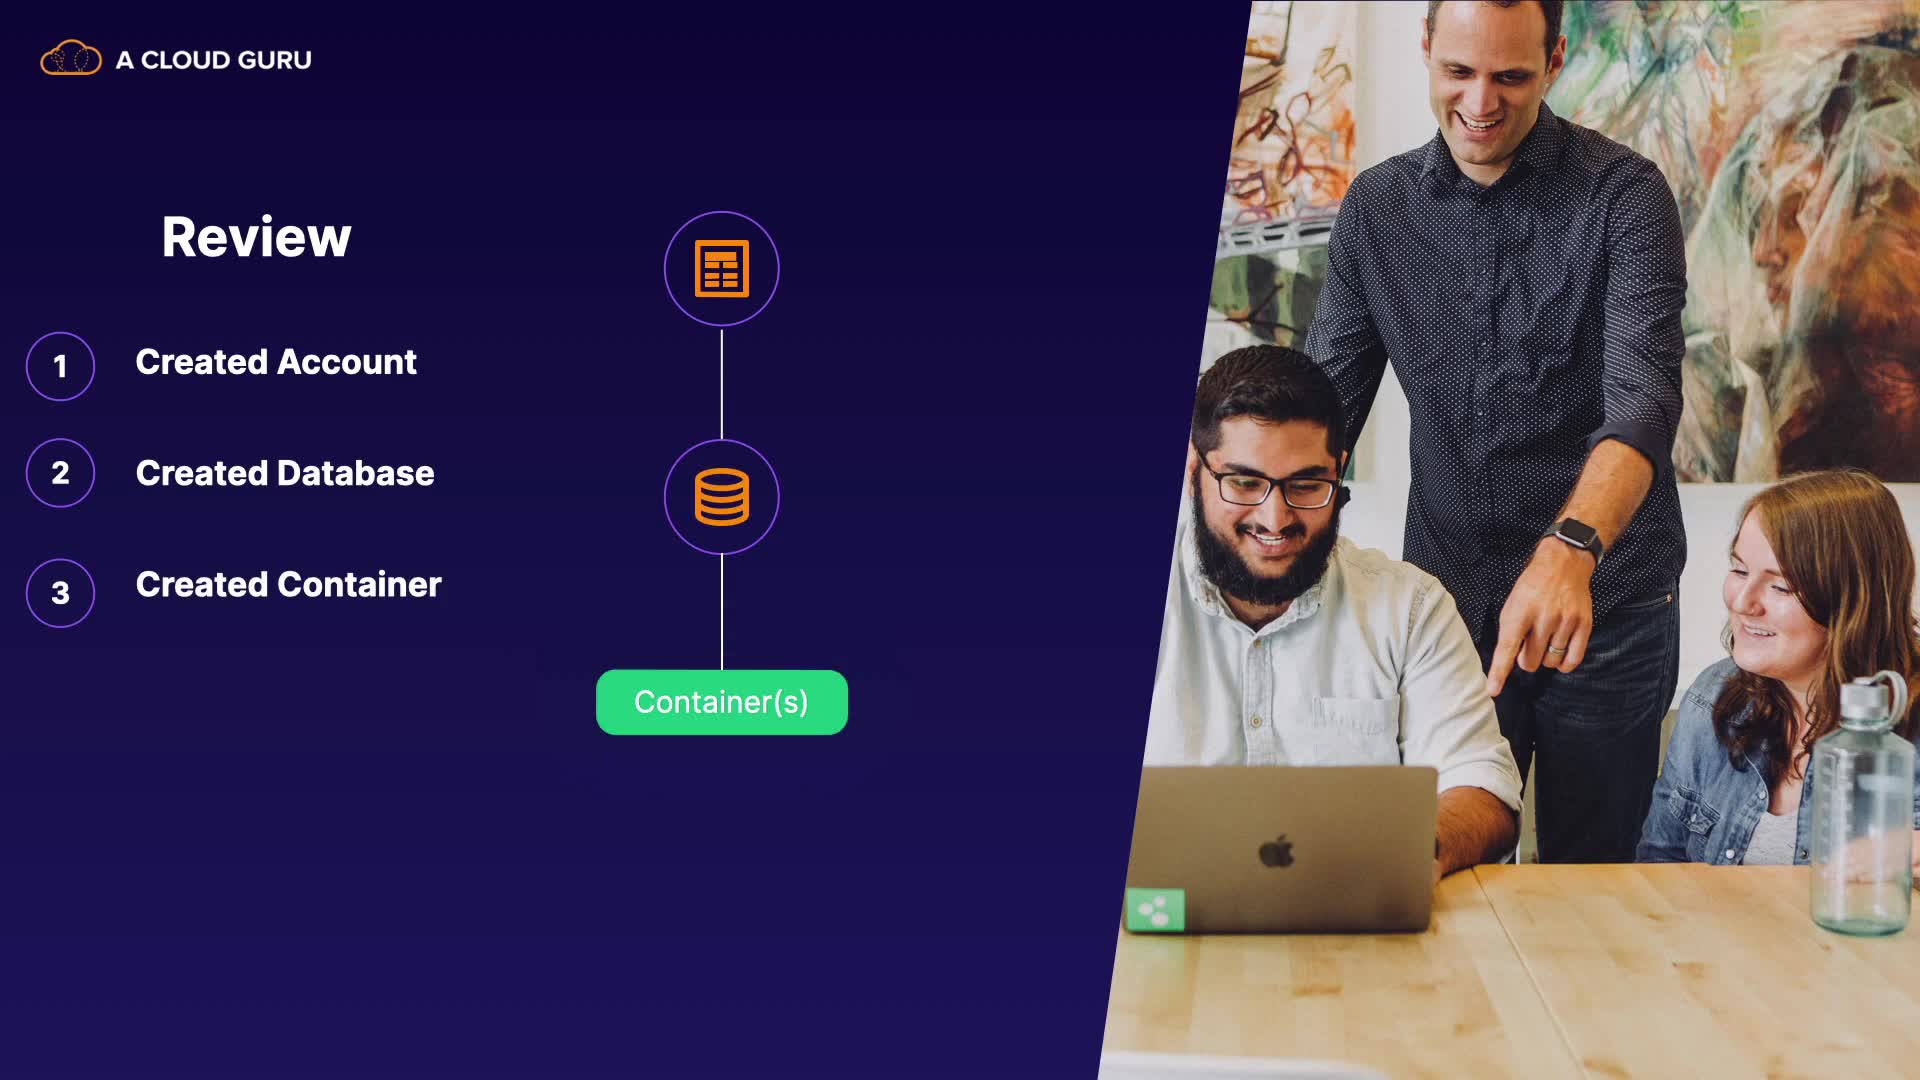 A CLOUD GURU
Review
1 Created Account
2 Created Database
3 Created Container
Container(s)